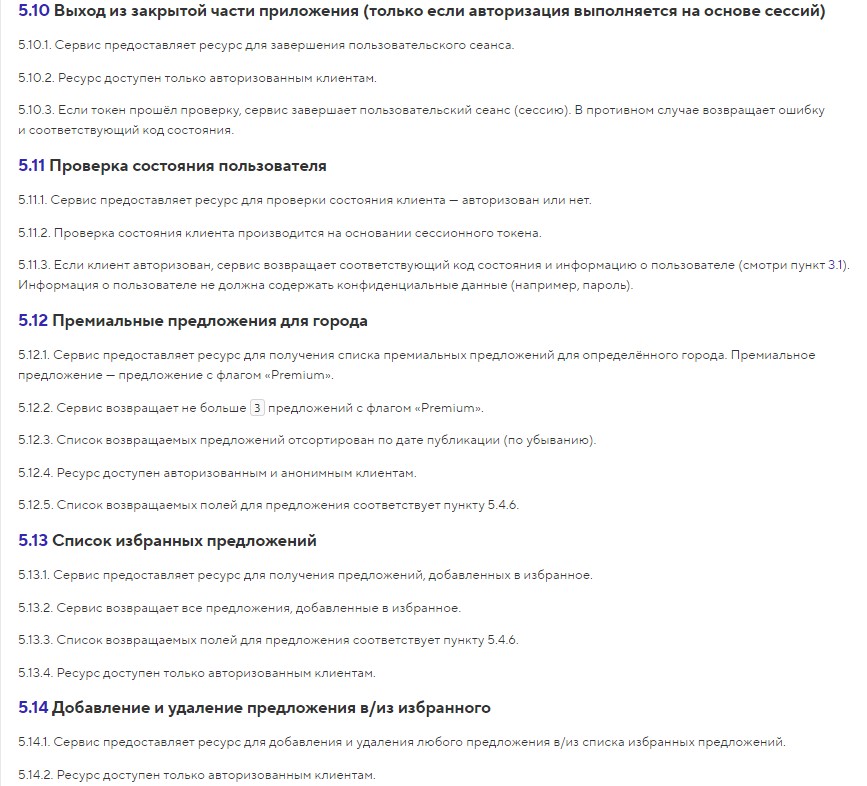 5.10 Выход из закрытой части приложения (только если авторизация выполняется на основе сессий)
5.10.1. Сервис предоставляет ресурс для завершения пользовательского сеанса.
5.10.2. Ресурс доступен только авторизованным клиентам.
5.10.3. Если токен прошёл проверку, сервис завершает пользовательский сеанс (сессию). В противном случае возвращает ошибку
и соответствующий код состояния.
5.11 Проверка состояния пользователя
5.11.1. Сервис предоставляет ресурс для проверки состояния клиента — авторизован или нет.
5.11.2. Проверка состояния клиента производится на основании сессионного токена.
5.11.3. Если клиент авторизован, сервис возвращает соответствующий код состояния и информацию о пользователе (смотри пункт 3.1).
Информация о пользователе не должна содержать конфиденциальные данные (например, пароль).
5.12 Премиальные предложения для города
5.12.1. Сервис предоставляет ресурс для получения списка премиальных предложений для определённого города. Премиальное
предложение — предложение с флагом «Premium».
5.12.2. Сервис возвращает не больше 3 предложений с флагом «Premium».
5.12.3. Список возвращаемых предложений отсортирован по дате публикации (по убыванию).
5.12.4. Ресурс доступен авторизованным и анонимным клиентам.
5.12.5. Список возвращаемых полей для предложения соответствует пункту 5.4.6.
5.13 Список избранных предложений
5.13.1. Сервис предоставляет ресурс для получения предложений, добавленных в избранное.
5.13.2. Сервис возвращает все предложения, добавленные в избранное.
5.13.3. Список возвращаемых полей для предложения соответствует пункту 5.4.6.
5.13.4. Ресурс доступен только авторизованным клиентам.
5.14 Добавление и удаление предложения в/из избранного
5.14.1. Сервис предоставляет ресурс для добавления и удаления любого предложения в/из списка избранных предложений.
5.14.2. Ресурс доступен только авторизованным клиентам.